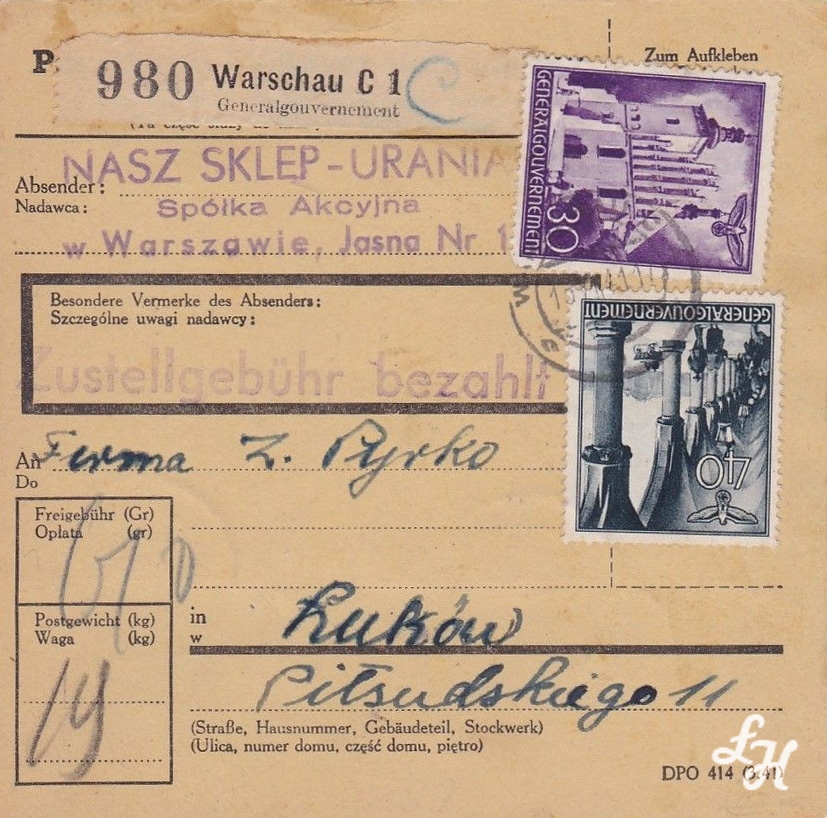 P
980 Warschau C 1
Generalgouvernement
C
Zum Aufkleben
NASZ SKLEP-URANIA
Absender:
Nadawca:
Spółka Akcyjna
w Warszawie, Jasna Nr 1
GENERALGOUVERNEMENT
30
Besondere Vermerke des Absenders:
Szczególne uwagi nadawcy:
Zustellgebühr bezahlt
GENERALGOUVERNEMENT
40
An Firma Z. Pyrko
Do
Freigebühr (Gr)
Opłata (gr)
Postgewicht (kg)
Waga (kg)
in Łuków
w
Piłsudskiego 11
(Straße, Hausnummer, Gebäudeteil, Stockwerk)
(Ulica, numer domu, część domu, piętro)
DPO 414 (3.41)
ŁH